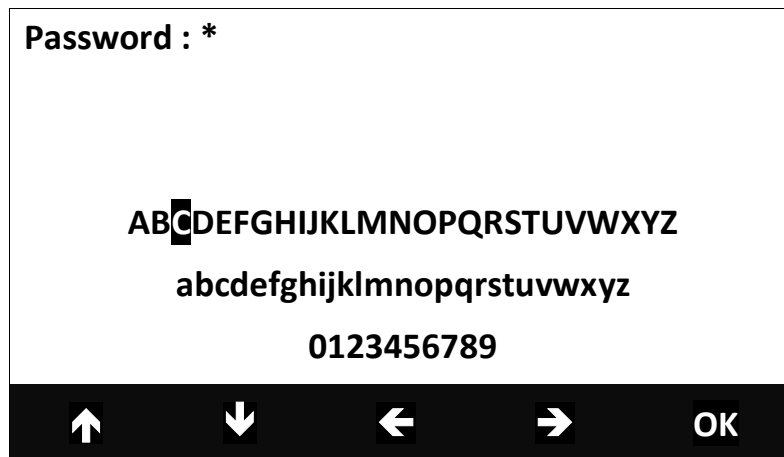 Password : *
ABCDEFGHIJKLMNOPQRSTUVWXYZ
abcdefghijklmnopqrstuvwxyz
0123456789
↑ ↓ ← → OK